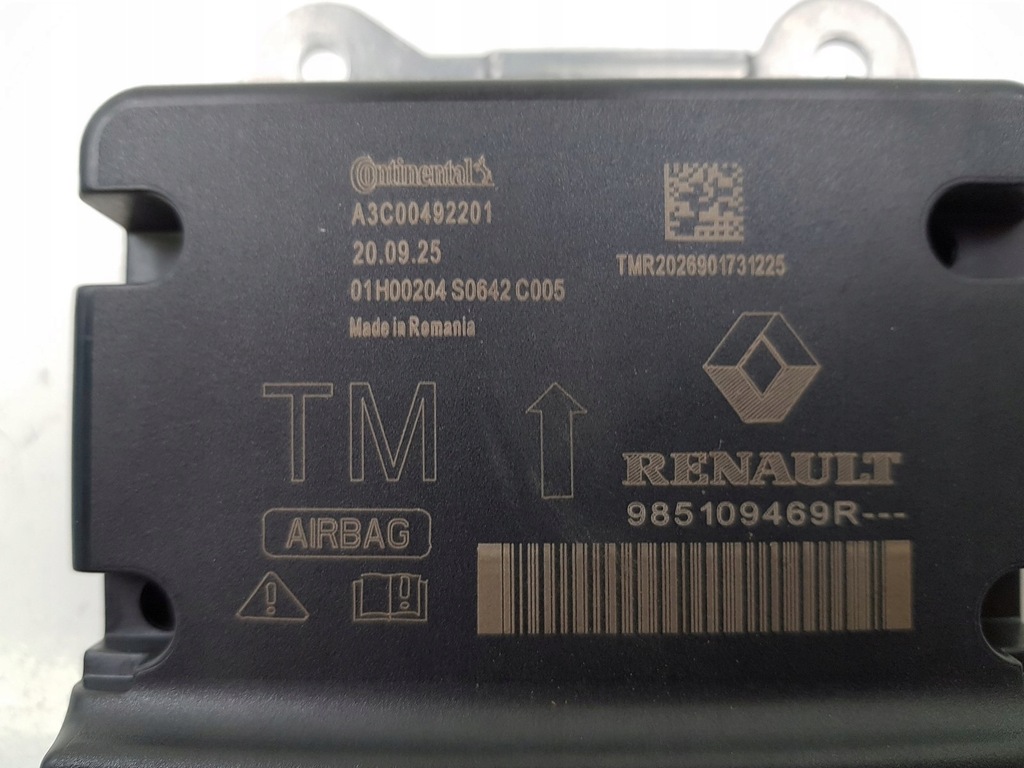 Continental
A3C00492201
20.09.25
01H00204 S0642 C005
Made in Romania
TMR2026901731225
TM
RENAULT
985109469R---
AIRBAG